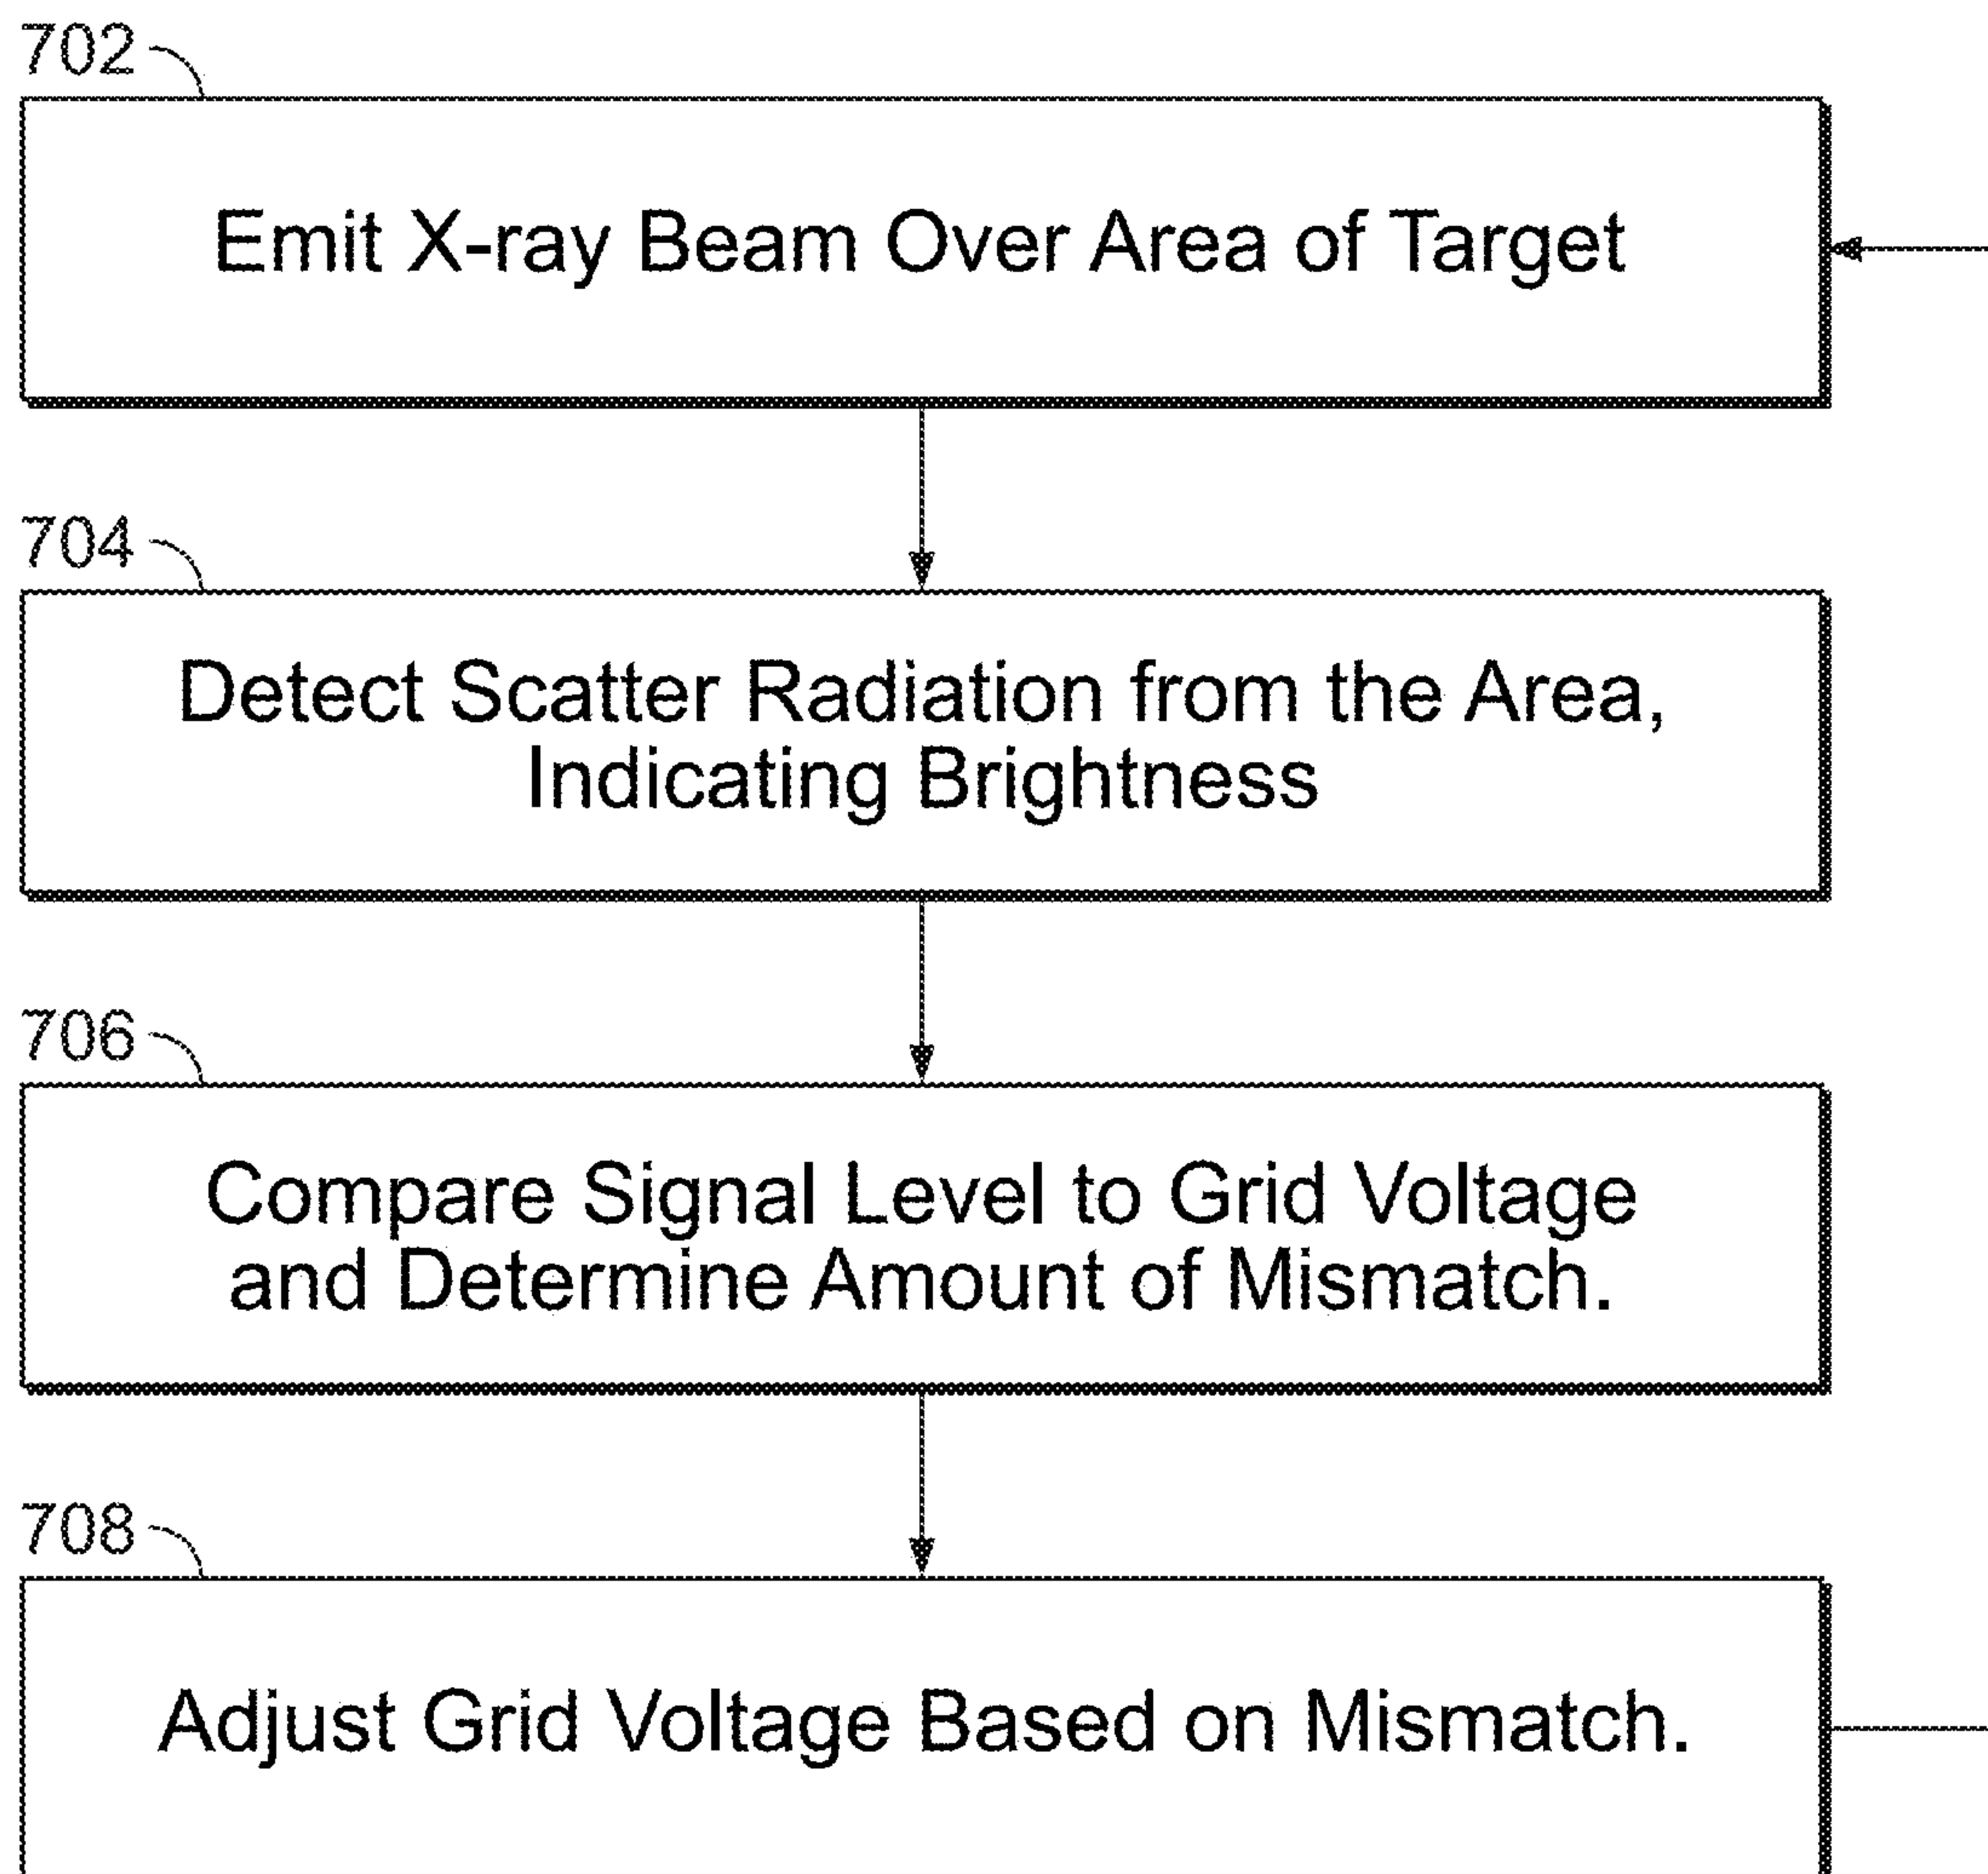 702
Emit X-ray Beam Over Area of Target
704
Detect Scatter Radiation from the Area,
Indicating Brightness
706
Compare Signal Level to Grid Voltage
and Determine Amount of Mismatch.
708
Adjust Grid Voltage Based on Mismatch.